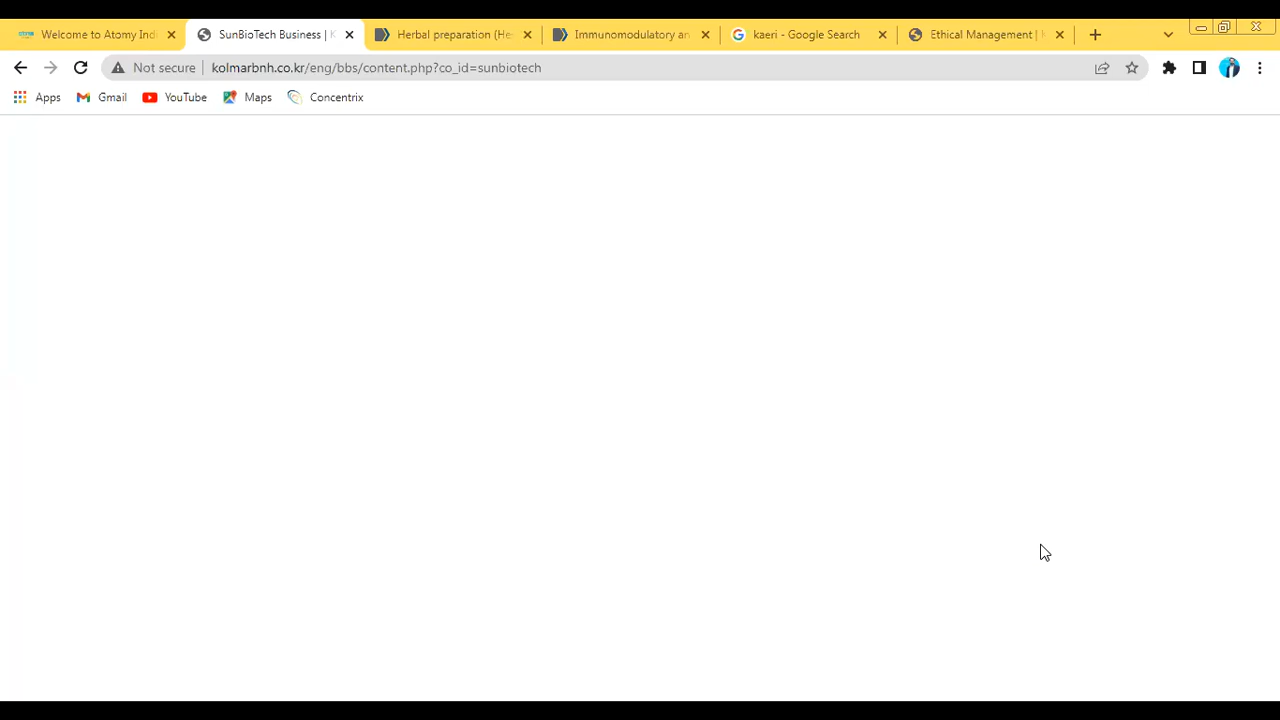 Welcome to Atomy Indi
SunBioTech Business | K
Herbal preparation (He
Immunomodulatory an
kaeri - Google Search
Ethical Management |
Not secure
kolmarbnh.co.kr/eng/bbs/content.php?co_id=sunbiotech
Apps
Gmail
YouTube
Maps
Concentrix